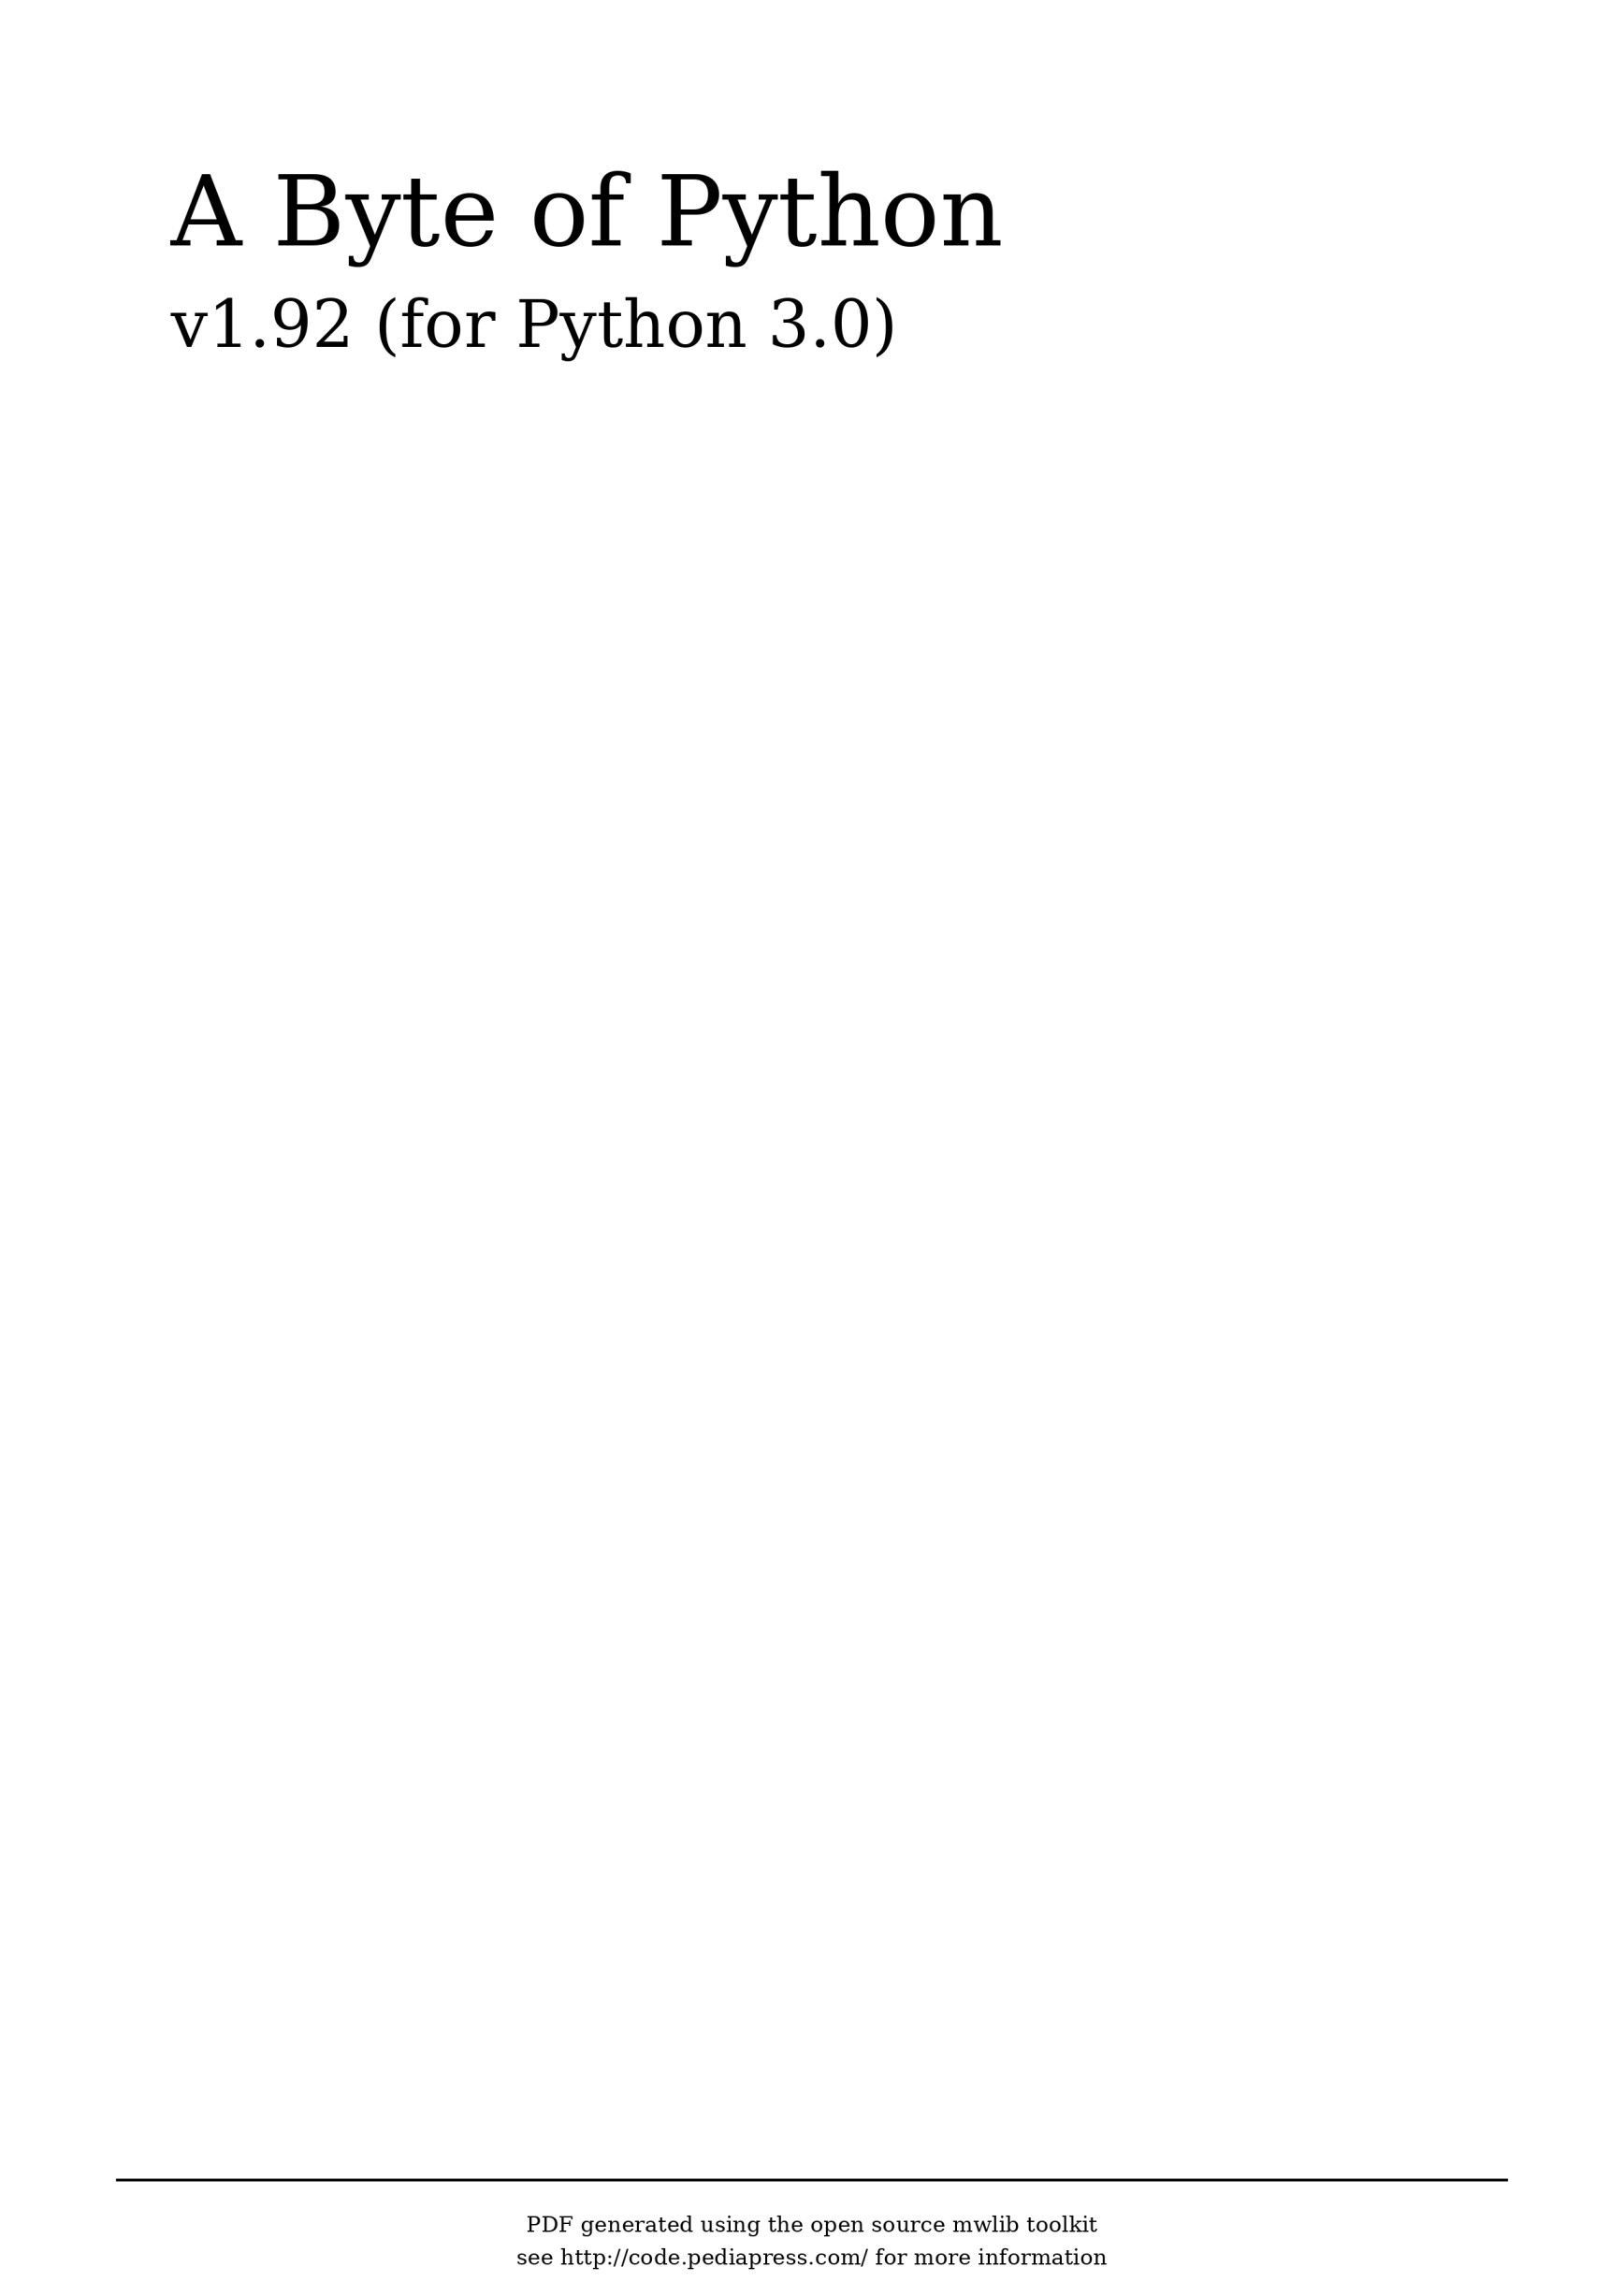 A Byte of Python
v1.92 (for Python 3.0)
PDF generated using the open source mwlib toolkit
see http://code.pediapress.com/ for more information